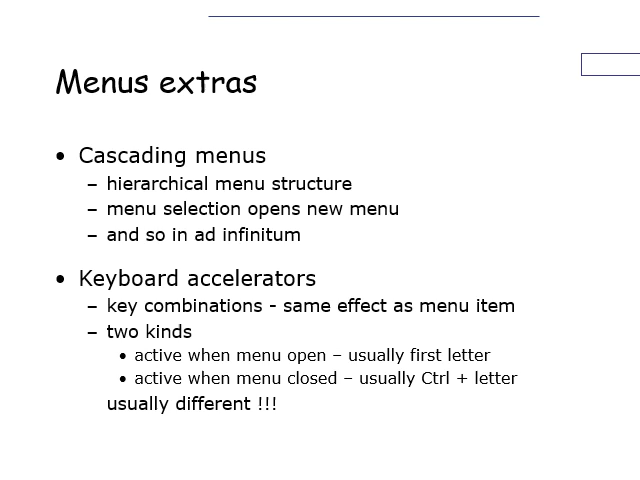 Menus extras
• Cascading menus
– hierarchical menu structure
– menu selection opens new menu
– and so in ad infinitum
• Keyboard accelerators
– key combinations - same effect as menu item
– two kinds
• active when menu open – usually first letter
• active when menu closed – usually Ctrl + letter
usually different !!!